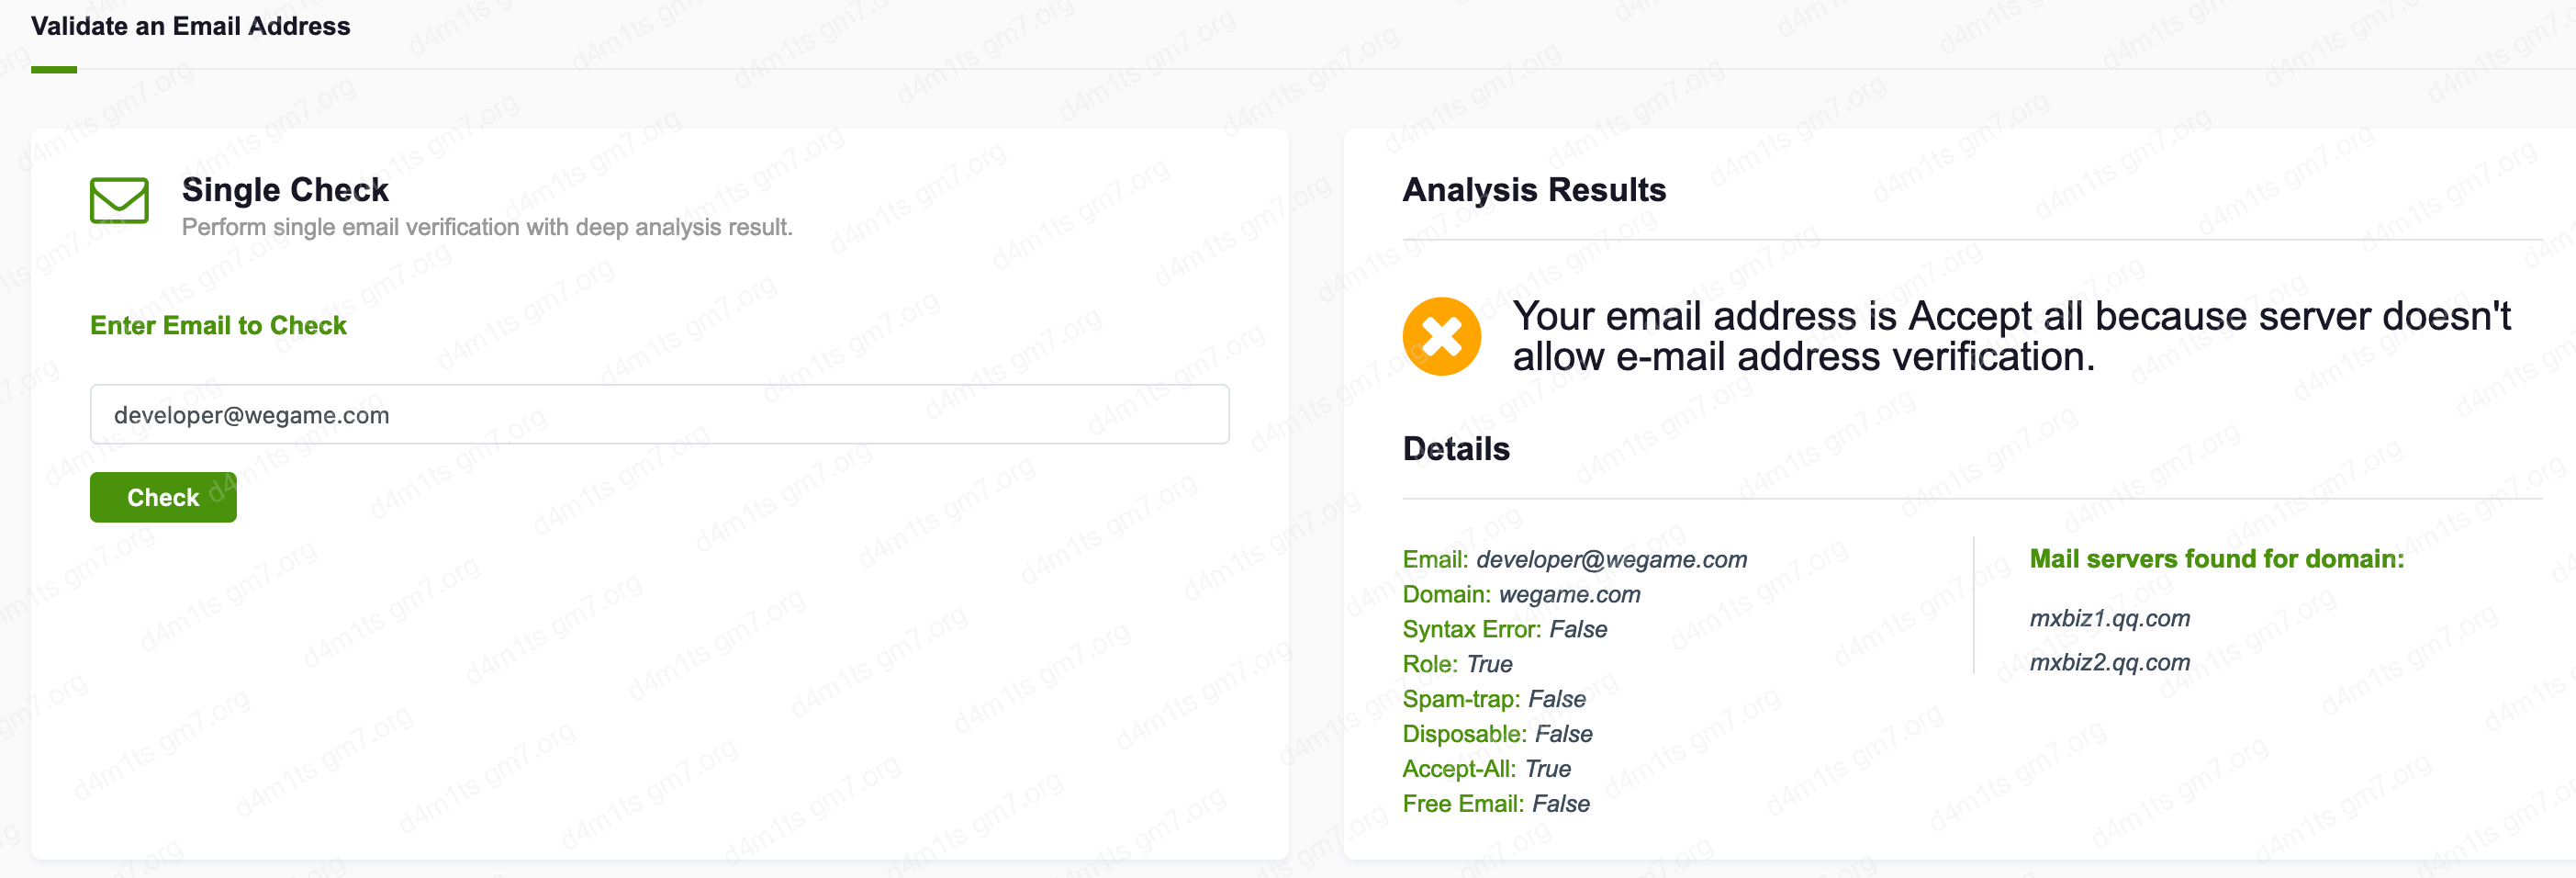 Validate an Email Address
Single Check
Perform single email verification with deep analysis result.
Enter Email to Check
developer@wegame.com
Check
Analysis Results
Your email address is Accept all because server doesn't
allow e-mail address verification.
Details
Email: developer@wegame.com
Domain: wegame.com
Syntax Error: False
Role: True
Spam-trap: False
Disposable: False
Accept-All: True
Free Email: False
Mail servers found for domain:
mxbiz1.qq.com
mxbiz2.qq.com
d4m1ts gm7.org